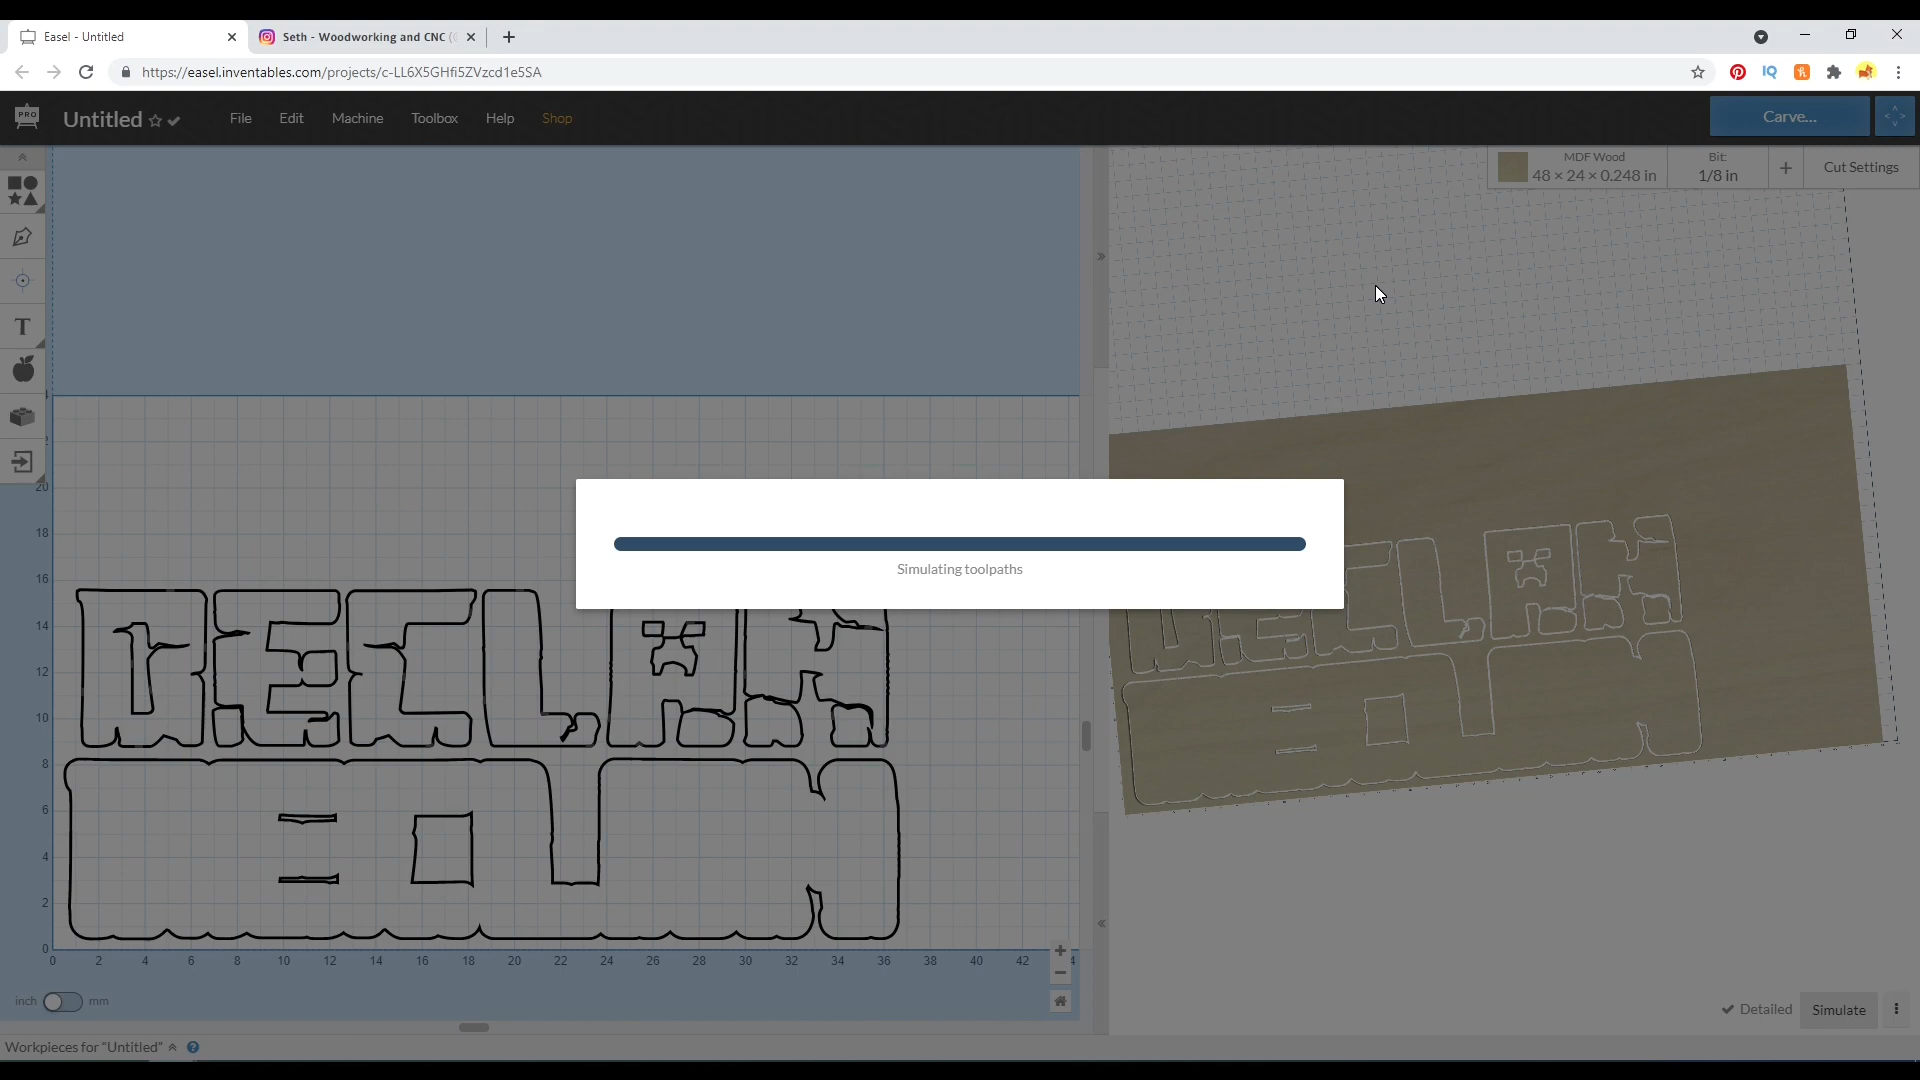 Easel - Untitled
Seth - Woodworking and CNC (
https://easel.inventables.com/projects/c-LL6X5GHfi5ZVzcd1e5SA
PRO
Untitled
File
Edit
Machine
Toolbox
Help
Shop
Carve...
MDF Wood
48 × 24 × 0.248 in
Bit:
1/8 in
+
Cut Settings
T
Simulating toolpaths
20
18
16
14
12
10
8
6
4
2
0
0 2 4 6 8 10 12 14 16 18 20 22 24 26 28 30 32 34 36 38 40 42
inch
mm
Detailed
Simulate
Workpieces for "Untitled"